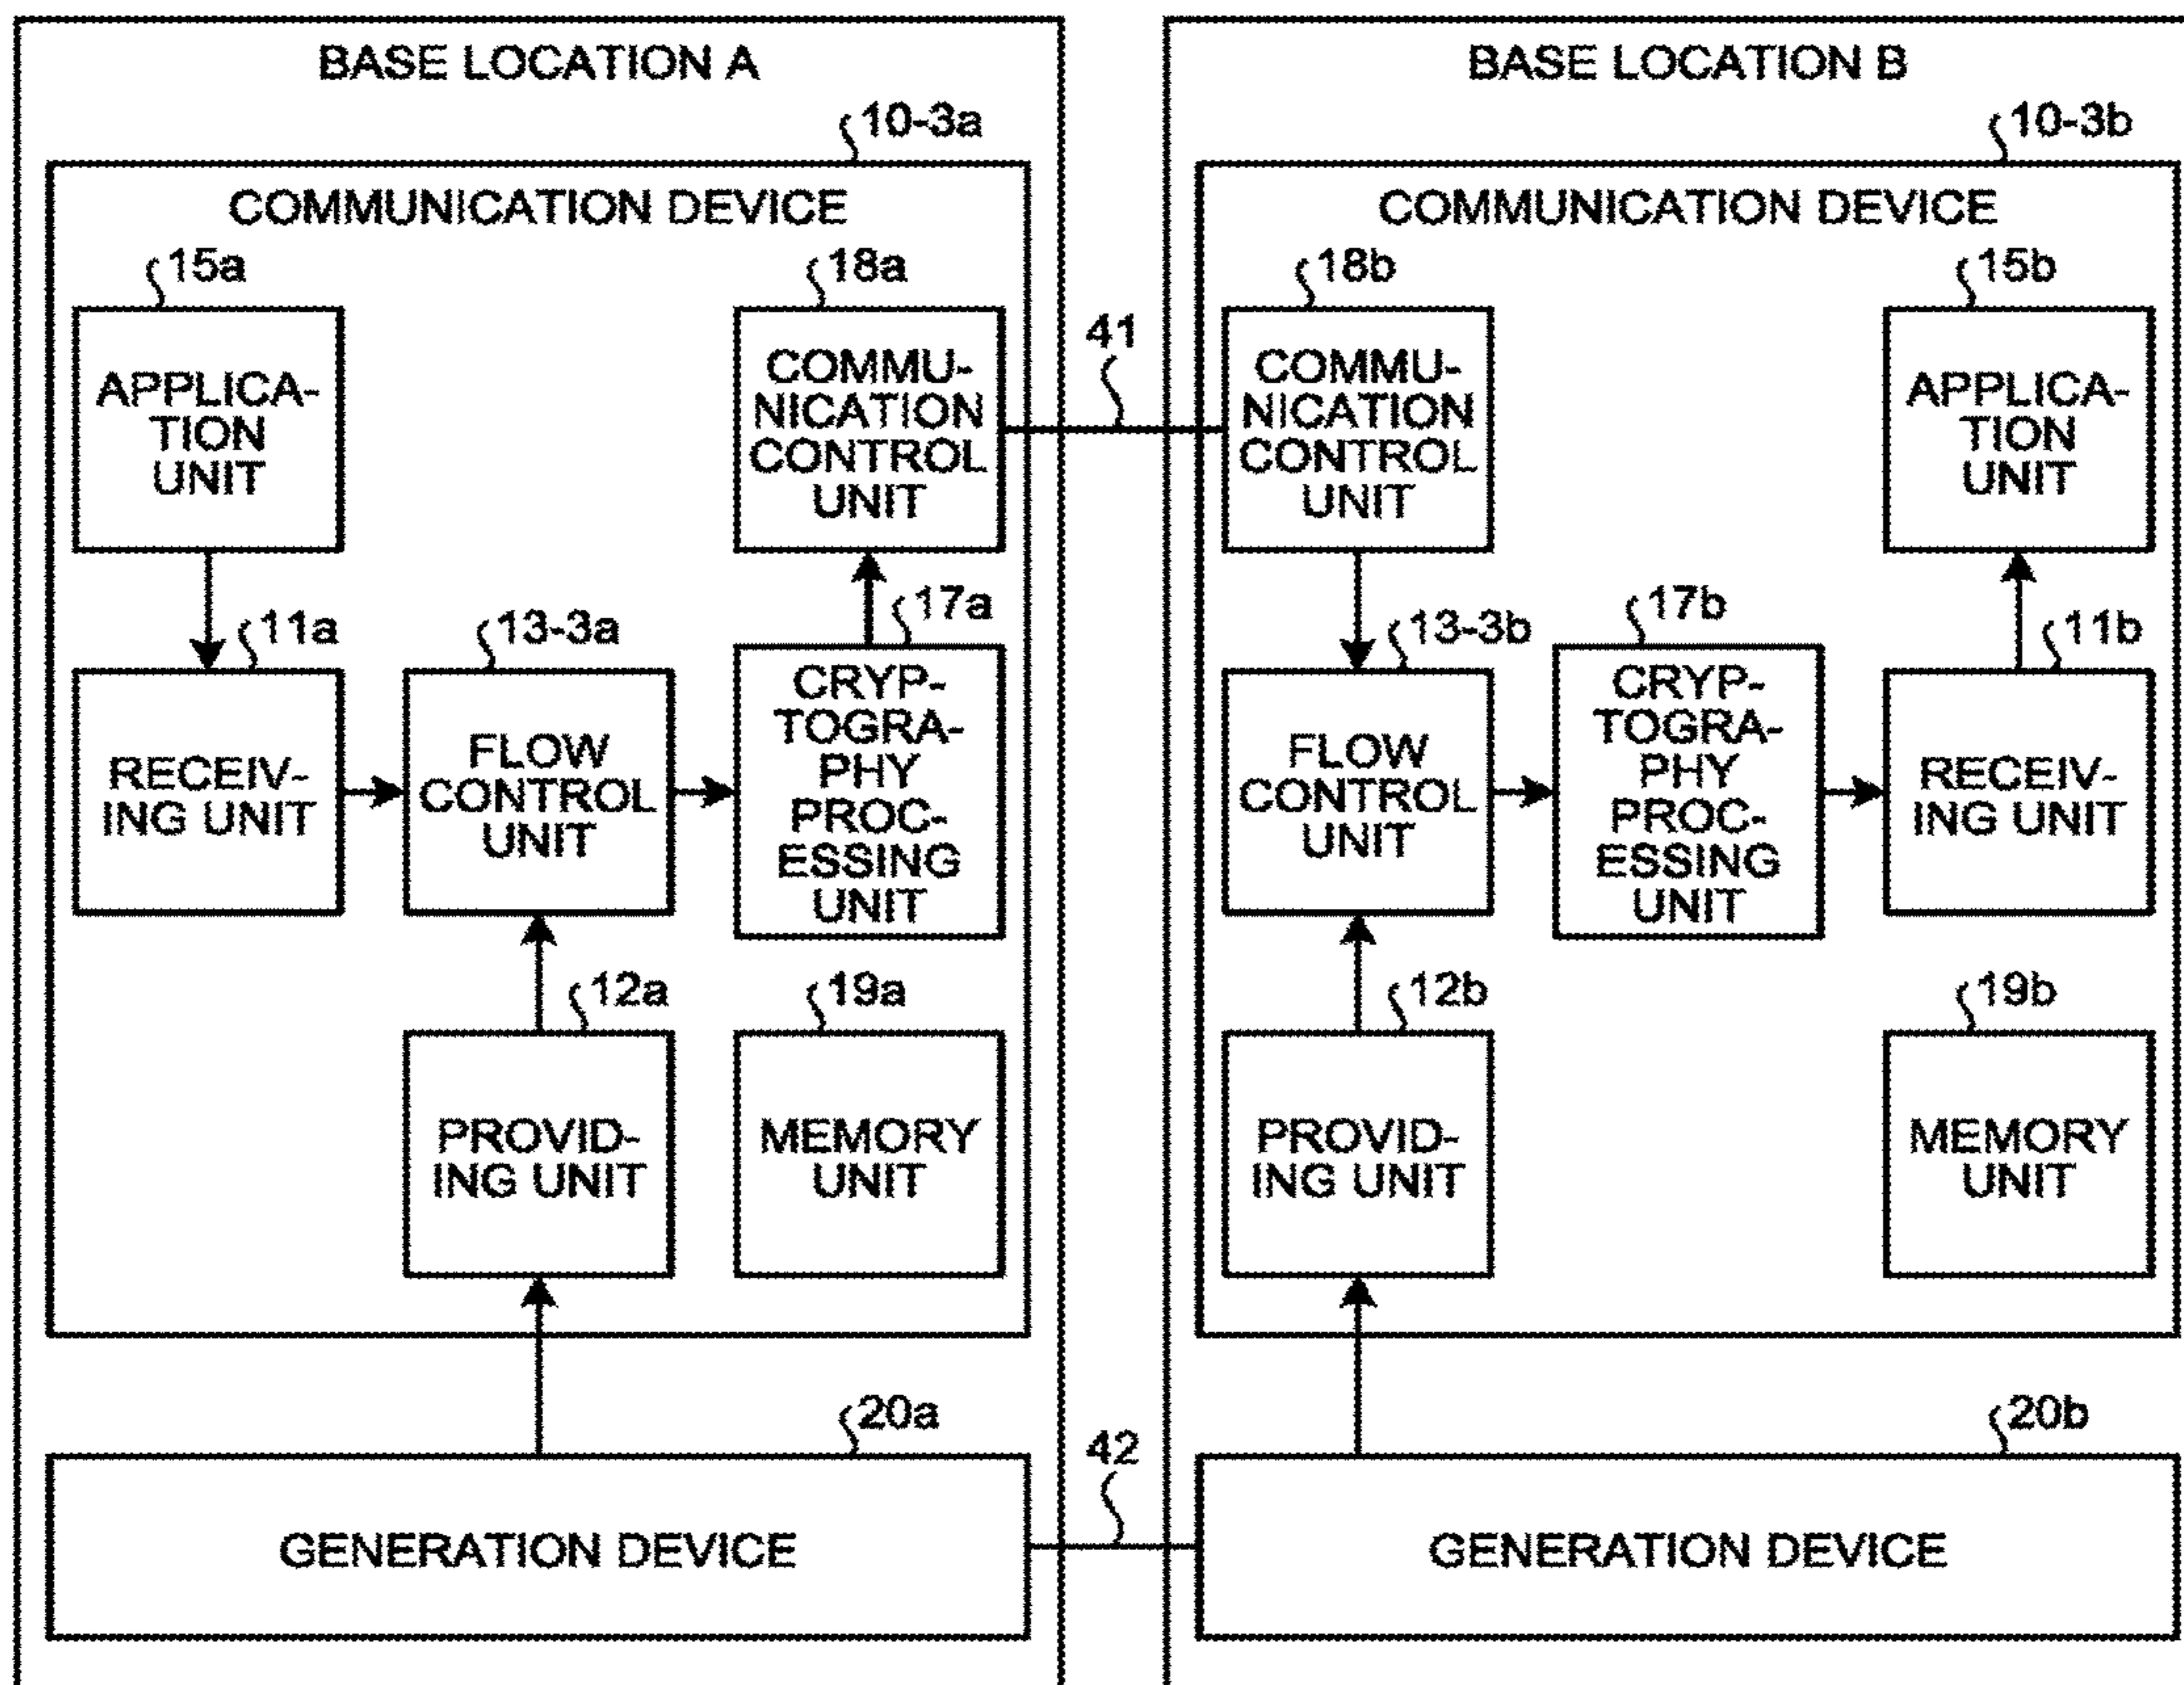 BASE LOCATION A
10-3a
COMMUNICATION DEVICE
15a
18a
APPLICA-
TION
UNIT
COMMU-
NICATION
CONTROL
UNIT
11a
13-3a
17a
RECEIV-
ING UNIT
FLOW
CONTROL
UNIT
CRYP-
TOGRA-
PHY
PROC-
ESSING
UNIT
12a
19a
PROVID-
ING UNIT
MEMORY
UNIT
20a
GENERATION DEVICE
41
42
BASE LOCATION B
10-3b
COMMUNICATION DEVICE
18b
15b
COMMU-
NICATION
CONTROL
UNIT
APPLICA-
TION
UNIT
13-3b
17b
11b
FLOW
CONTROL
UNIT
CRYP-
TOGRA-
PHY
PROC-
ESSING
UNIT
RECEIV-
ING UNIT
12b
19b
PROVID-
ING UNIT
MEMORY
UNIT
20b
GENERATION DEVICE